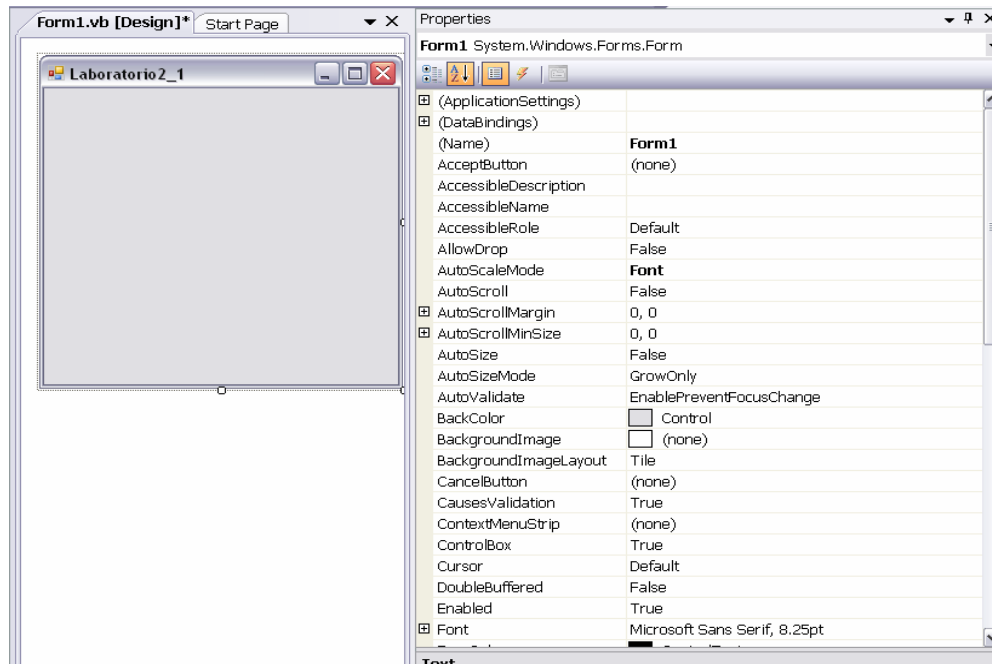 Form1.vb [Design]* Start Page
Laboratorio2_1
Properties
Form1 System.Windows.Forms.Form
(ApplicationSettings)
(DataBindings)
(Name) Form1
AcceptButton (none)
AccessibleDescription
AccessibleName
AccessibleRole Default
AllowDrop False
AutoScaleMode Font
AutoScroll False
AutoScrollMargin 0, 0
AutoScrollMinSize 0, 0
AutoSize False
AutoSizeMode GrowOnly
AutoValidate EnablePreventFocusChange
BackColor Control
BackgroundImage (none)
BackgroundImageLayout Tile
CancelButton (none)
CausesValidation True
ContextMenuStrip (none)
ControlBox True
Cursor Default
DoubleBuffered False
Enabled True
Font Microsoft Sans Serif, 8.25pt
Text